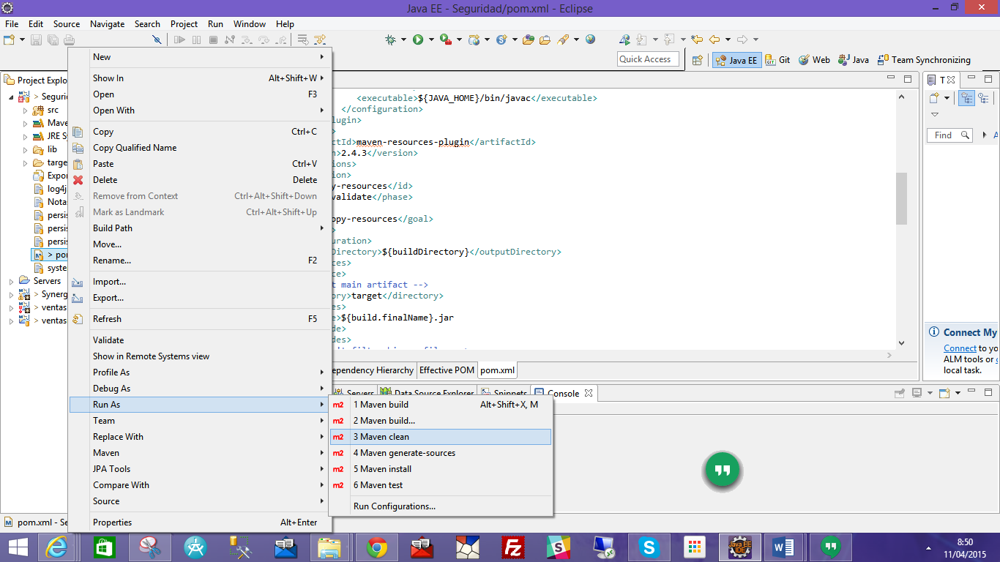 Java EE - Seguridad/pom.xml - Eclipse
File Edit Source Navigate Search Project Run Window Help
Quick Access
Java EE Git Web Java Team Synchronizing
Project Explo
> Seguri
src
Mave
JRE Sy
lib
targe
Expor
log4j
Notas
persis
persis
persis
> pom
syste
Servers
> Synerg
> ventas
> ventas
New
Show In Alt+Shift+W
Open F3
Open With
Copy Ctrl+C
Copy Qualified Name
Paste Ctrl+V
Delete Delete
Remove from Context Ctrl+Alt+Shift+Down
Mark as Landmark Ctrl+Alt+Shift+Up
Build Path
Move...
Rename... F2
Import...
Export...
Refresh F5
Validate
Show in Remote Systems view
Profile As
Debug As
Run As
Team
Replace With
Maven
JPA Tools
Compare With
Source
Properties Alt+Enter
1 Maven build Alt+Shift+X, M
2 Maven build...
3 Maven clean
4 Maven generate-sources
5 Maven install
6 Maven test
Run Configurations...
<executable>${JAVA_HOME}/bin/javac</executable>
</configuration>
lugin>
>
ctId>maven-resources-plugin</artifactId>
n>2.4.3</version>
ions>
ion>
y-resources</id>
validate</phase>
opy-resources</goal>
>
uration>
Directory>${buildDirectory}</outputDirectory>
es>
e>
t main artifact -->
ory>target</directory>
es>
e>${build.finalName}.jar
de>
des>
ependency Hierarchy Effective POM pom.xml
Servers Data Source Explorer Snippets Console
T
Find A
Connect My
Connect to yo
ALM tools or c
local task.
pom.xml - Se
8:50
11/04/2015